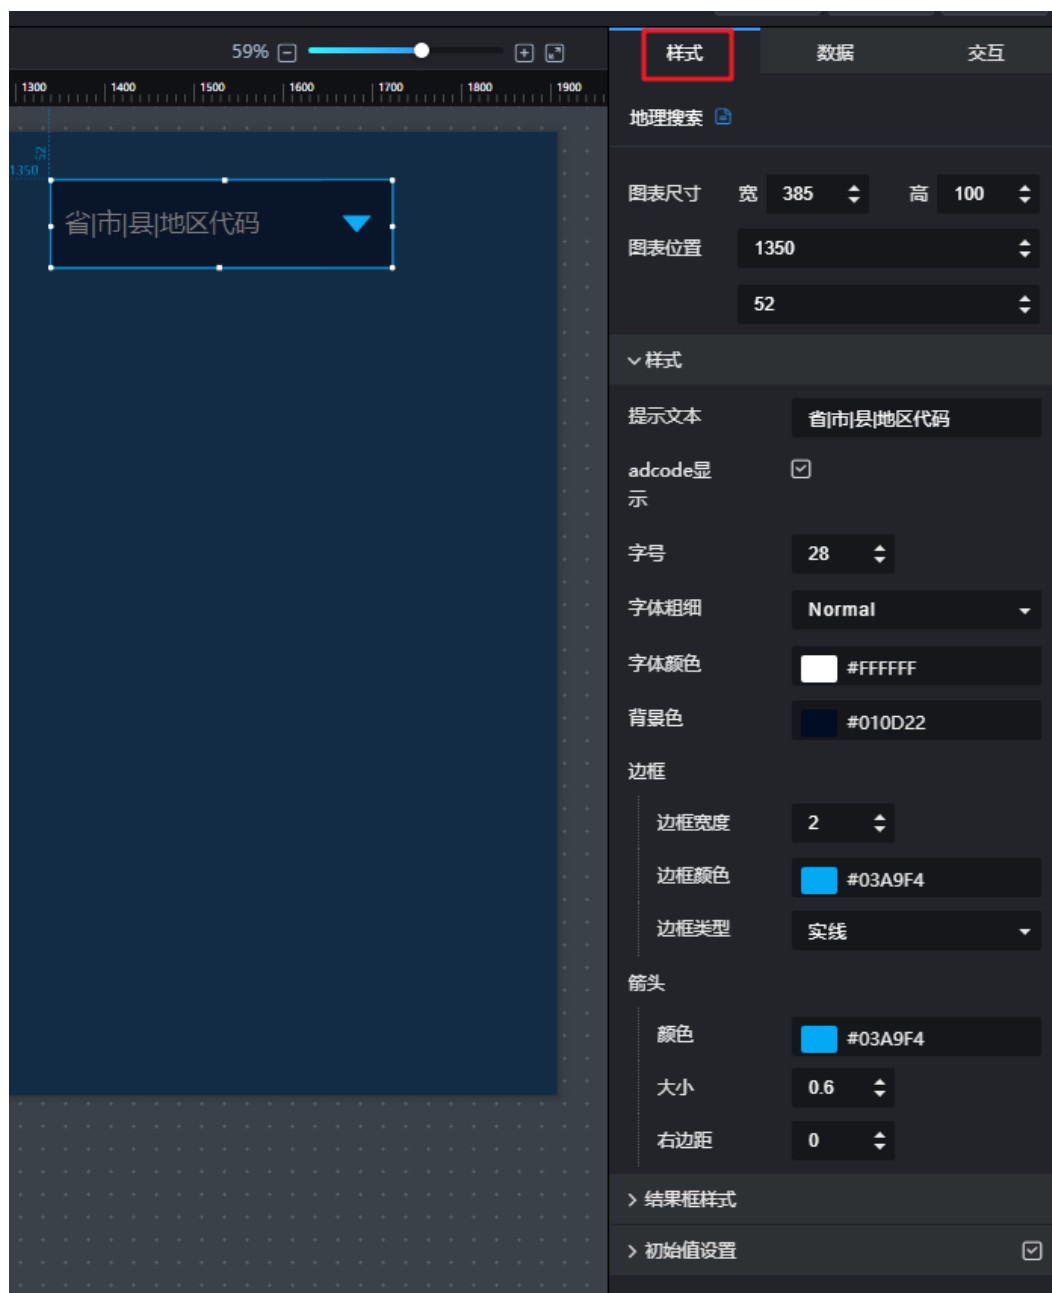 59%
样式 数据 交互
1300 1400 1500 1600 1700 1800 1900
地理搜索
52
1350
图表尺寸 宽 385 高 100
省|市|县|地区代码
图表位置 1350
52
样式
提示文本 省|市|县|地区代码
adcode显
示
字号 28
字体粗细 Normal
字体颜色 #FFFFFF
背景色 #010D22
边框
边框宽度 2
边框颜色 #03A9F4
边框类型 实线
箭头
颜色 #03A9F4
大小 0.6
右边距 0
结果框样式
初始值设置